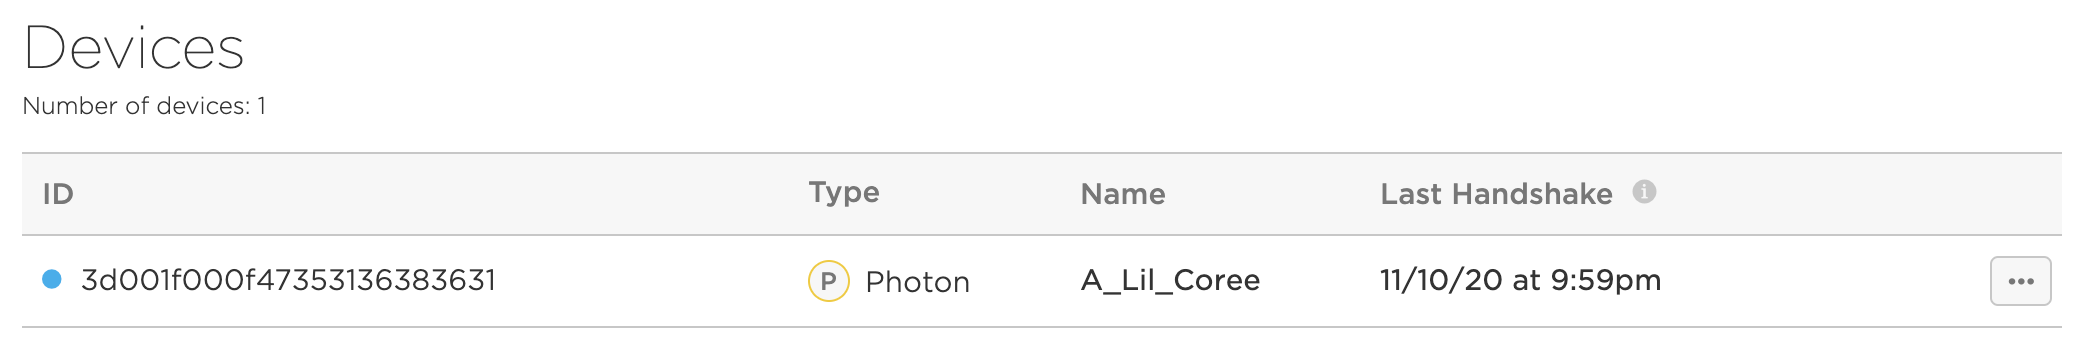 Devices
Number of devices: 1
ID Type Name Last Handshake i
3d001f000f47353136383631 P Photon A_Lil_Coree 11/10/20 at 9:59pm ...